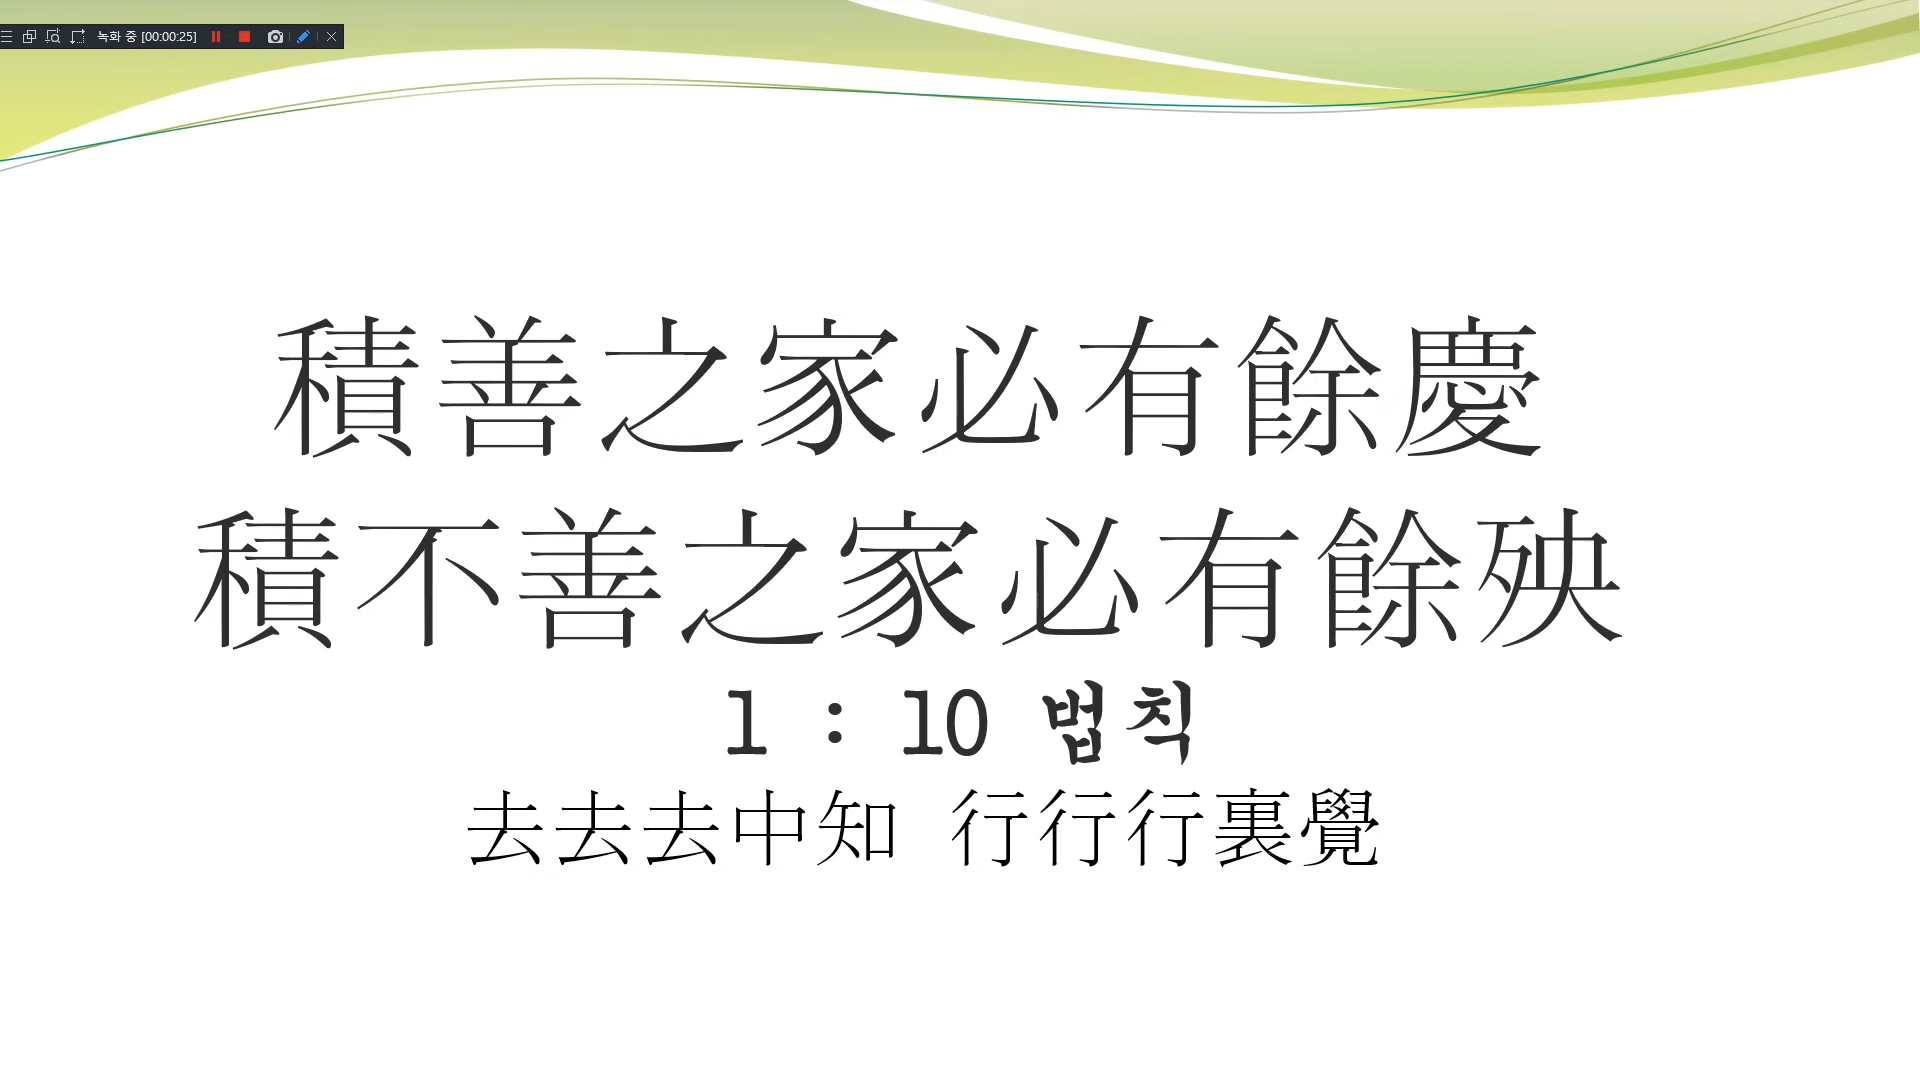 녹화 중 [00:00:25]
積善之家必有餘慶
積不善之家必有餘殃
1 : 10 법칙
去去去中知 行行行裏覺